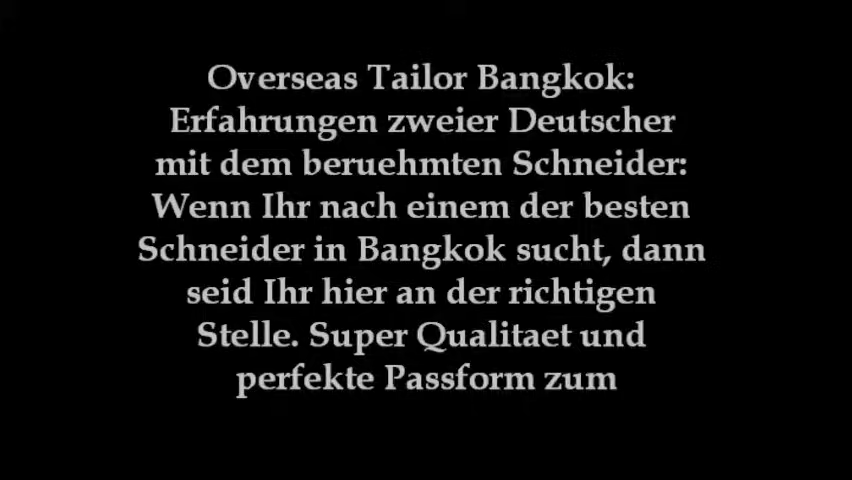 Overseas Tailor Bangkok:
Erfahrungen zweier Deutscher
mit dem beruehmten Schneider:
Wenn Ihr nach einem der besten
Schneider in Bangkok sucht, dann
seid Ihr hier an der richtigen
Stelle. Super Qualitaet und
perfekte Passform zum